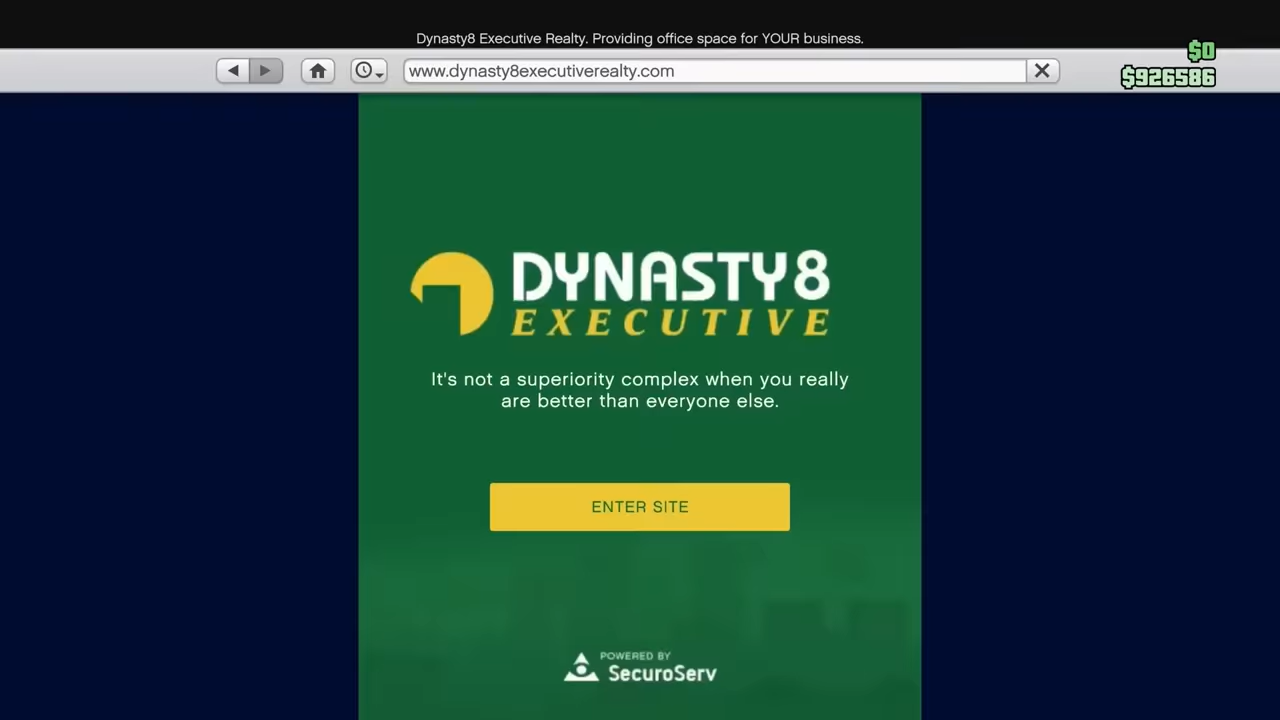 Dynasty8 Executive Realty. Providing office space for YOUR business.
$0
www.dynasty8executiverealty.com
$926586
DYNASTY8
EXECUTIVE
It's not a superiority complex when you really
are better than everyone else.
ENTER SITE
POWERED BY
SecuroServ